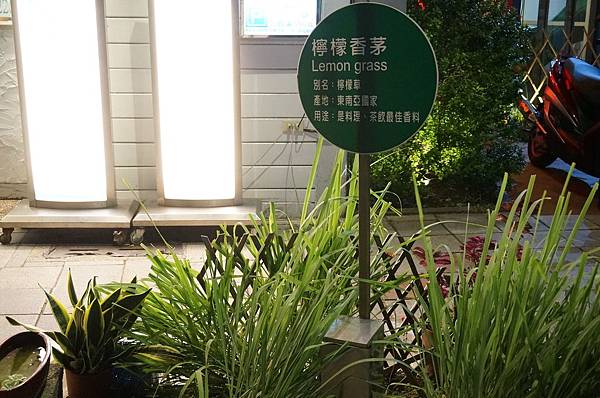 檸檬香茅
Lemon grass
別名：檸檬草
產地：東南亞國家
用途：是料理、茶飲最佳香料